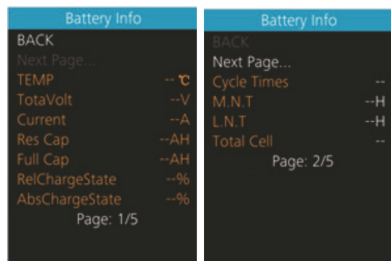 Battery Info
BACK
Next Page...
TEMP -- ℃
TotaVolt --V
Current --A
Res Cap --AH
Full Cap --AH
RelChargeState --%
AbsChargeState --%
Page: 1/5
Battery Info
BACK
Next Page...
Cycle Times --
M.N.T --H
L.N.T --H
Total Cell --
Page: 2/5